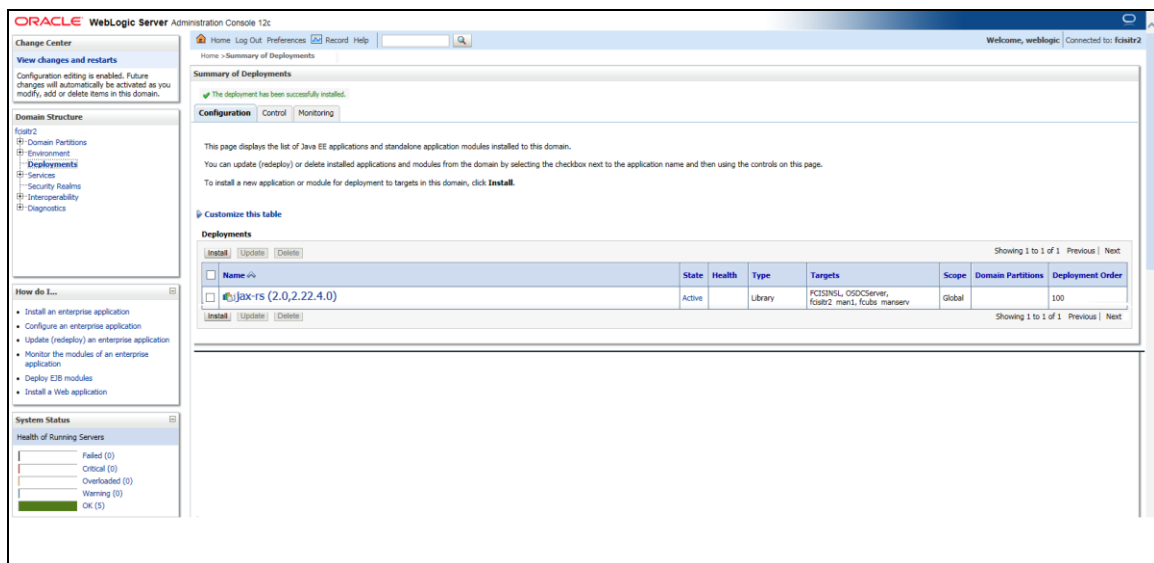 ORACLE WebLogic Server Administration Console 12c
Change Center
View changes and restarts
Configuration editing is enabled. Future
changes will automatically be activated as you
modify, add or delete items in this domain.
Domain Structure
fcisitr2
Domain Partitions
Environment
Deployments
Services
Security Realms
Interoperability
Diagnostics
How do I...
Install an enterprise application
Configure an enterprise application
Update (redeploy) an enterprise application
Monitor the modules of an enterprise
application
Deploy EJB modules
Install a Web application
System Status
Health of Running Servers
Failed (0)
Critical (0)
Overloaded (0)
Warning (0)
OK (5)
Home Log Out Preferences Record Help
Welcome, weblogic Connected to: fcisitr2
Home >Summary of Deployments
Summary of Deployments
The deployment has been successfully installed.
Configuration Control Monitoring
This page displays the list of Java EE applications and standalone application modules installed to this domain.
You can update (redeploy) or delete installed applications and modules from the domain by selecting the checkbox next to the application name and then using the controls on this page.
To install a new application or module for deployment to targets in this domain, click Install.
Customize this table
Deployments
Install Update Delete Showing 1 to 1 of 1 Previous | Next
Name State Health Type Targets Scope Domain Partitions Deployment Order
jax-rs (2.0,2.22.4.0) Active Library FCISINSL, OSDCServer, Global 100
fcisitr2_man1, fcubs_manserv
Install Update Delete Showing 1 to 1 of 1 Previous | Next